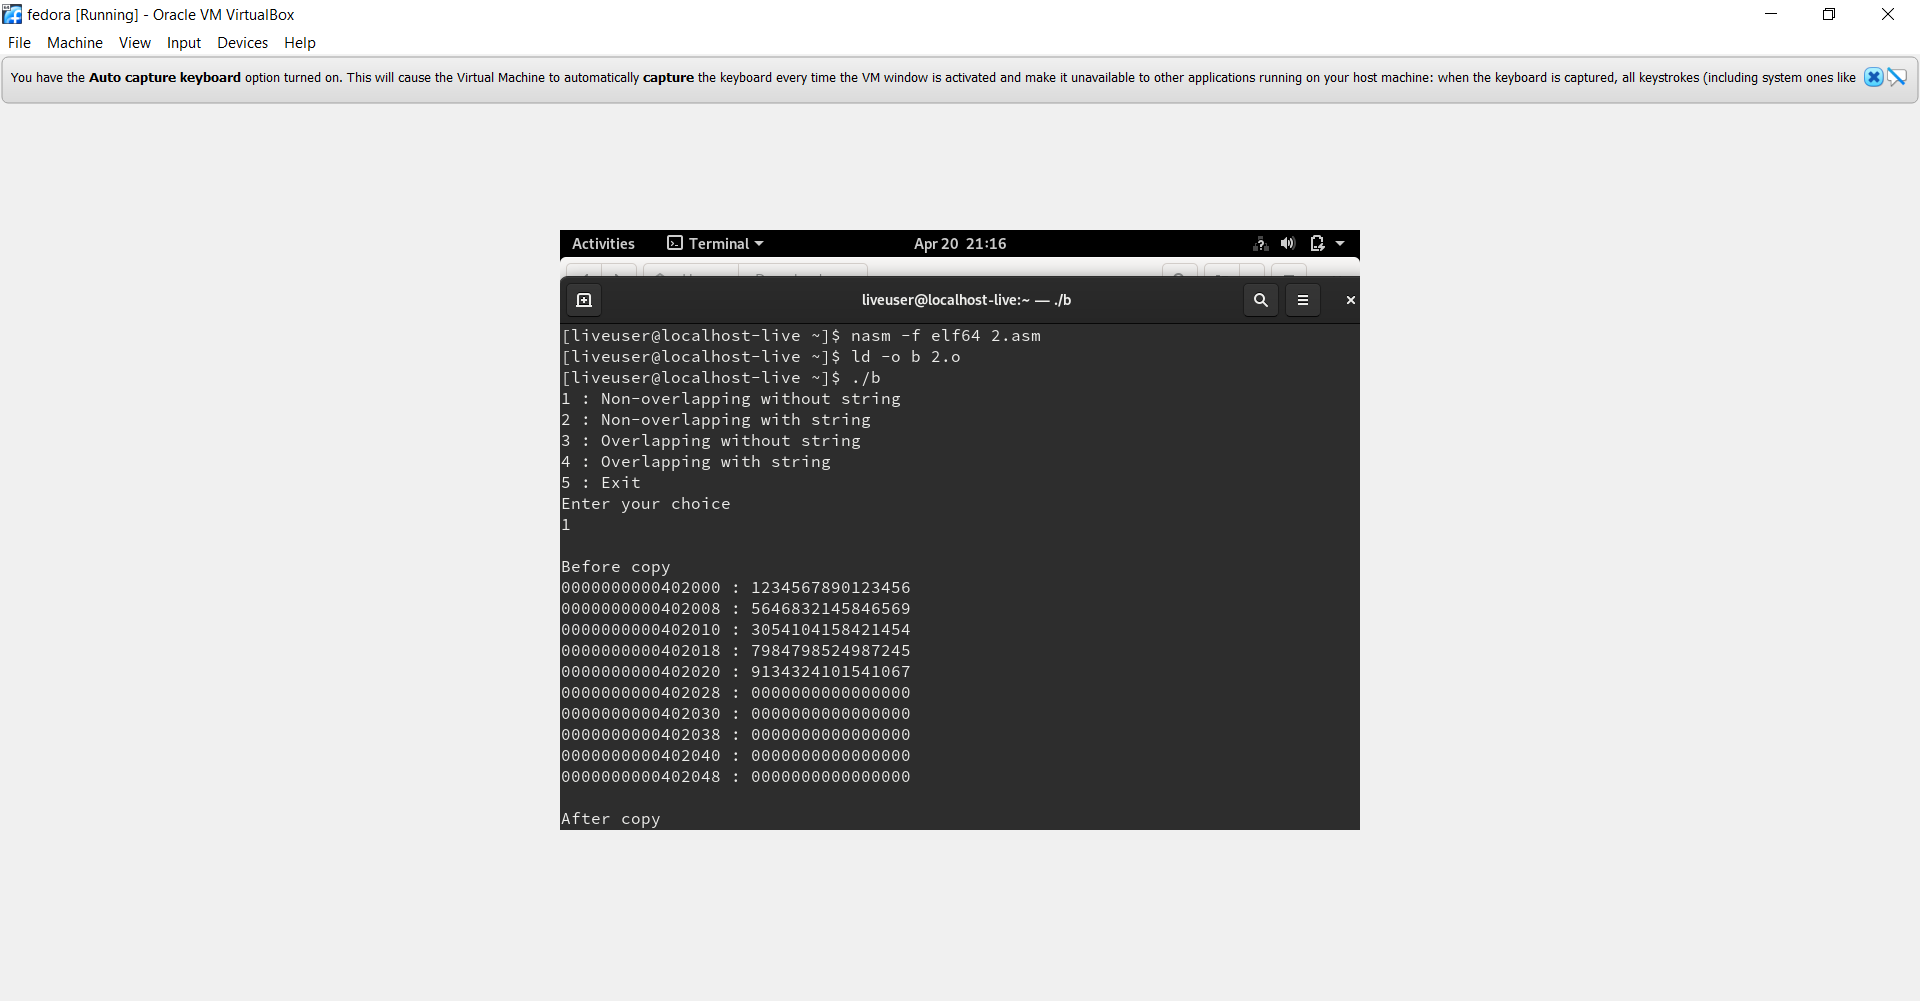 fedora [Running] - Oracle VM VirtualBox
File Machine View Input Devices Help
You have the Auto capture keyboard option turned on. This will cause the Virtual Machine to automatically capture the keyboard every time the VM window is activated and make it unavailable to other applications running on your host machine: when the keyboard is captured, all keystrokes (including system ones like
Activities Terminal Apr 20 21:16
liveuser@localhost-live:~ — ./b
[liveuser@localhost-live ~]$ nasm -f elf64 2.asm
[liveuser@localhost-live ~]$ ld -o b 2.o
[liveuser@localhost-live ~]$ ./b
1 : Non-overlapping without string
2 : Non-overlapping with string
3 : Overlapping without string
4 : Overlapping with string
5 : Exit
Enter your choice
1
Before copy
0000000000402000 : 1234567890123456
0000000000402008 : 5646832145846569
0000000000402010 : 3054104158421454
0000000000402018 : 7984798524987245
0000000000402020 : 9134324101541067
0000000000402028 : 0000000000000000
0000000000402030 : 0000000000000000
0000000000402038 : 0000000000000000
0000000000402040 : 0000000000000000
0000000000402048 : 0000000000000000
After copy